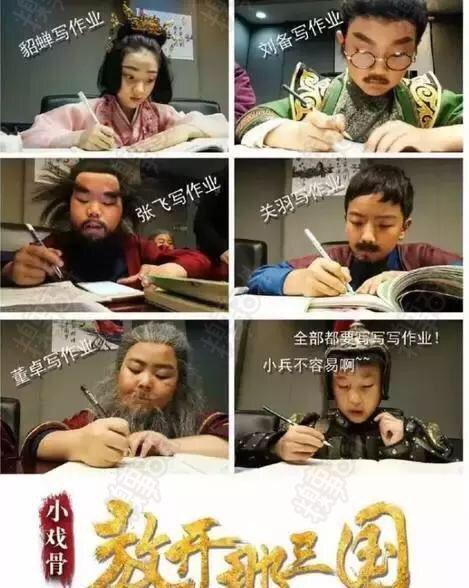 貂蝉写作业
刘备写作业
张飞写作业
关羽写作业
董卓写作业
全部都要写写写作业！
小兵不容易啊~~
小戏骨
放开那三国